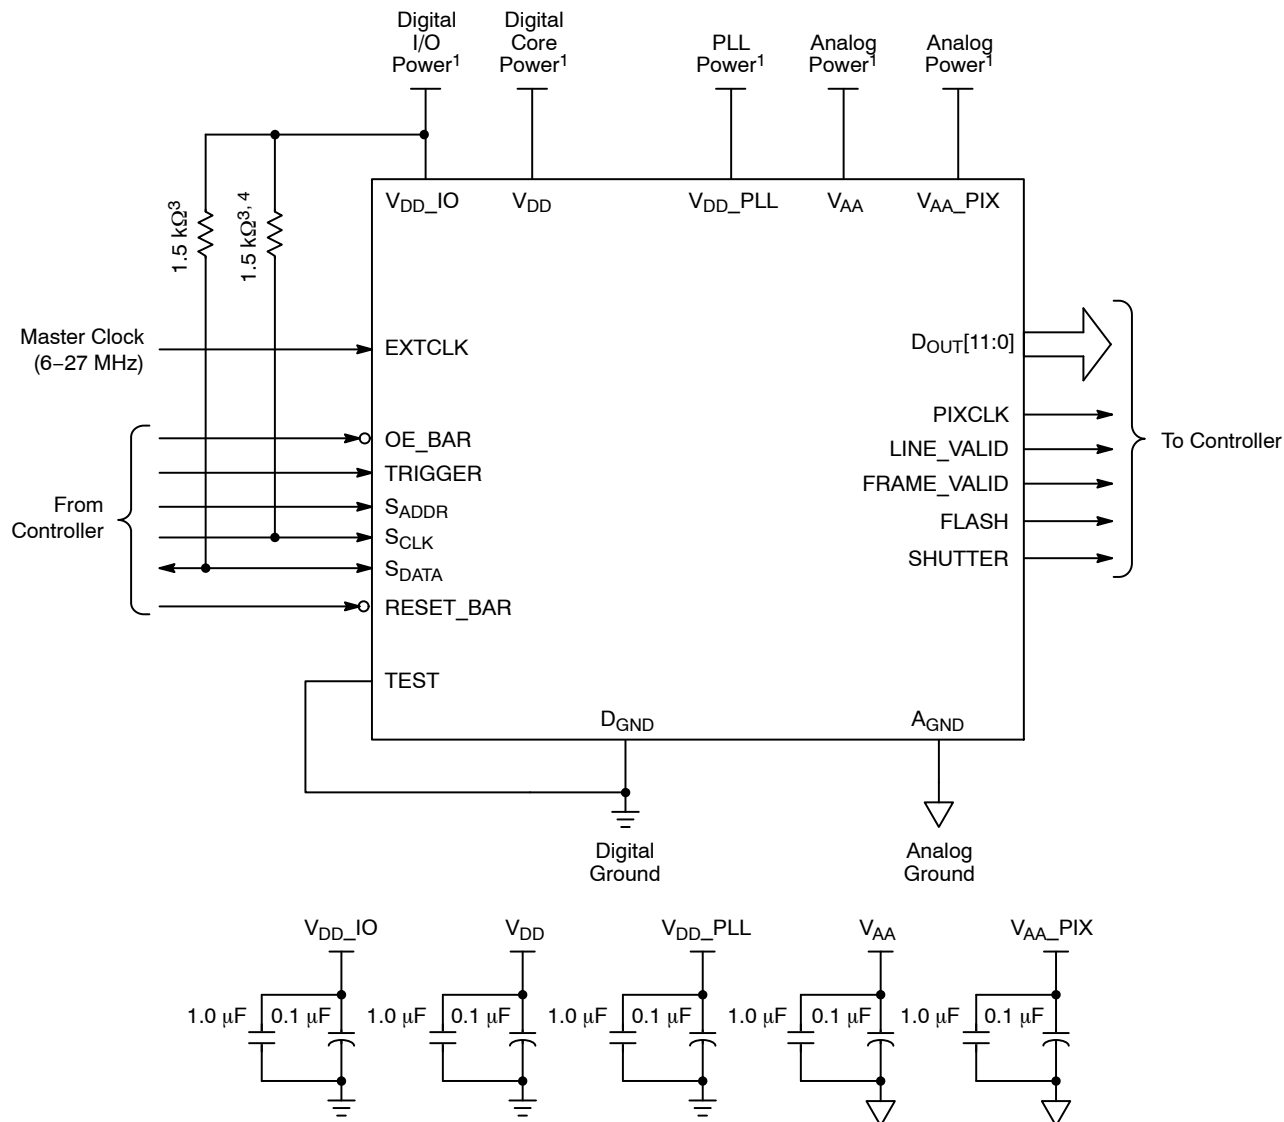 Digital
I/O
Power1
Digital
Core
Power1
PLL
Power1
Analog
Power1
Analog
Power1
VDD_IO
VDD
VDD_PLL
VAA
VAA_PIX
1.5 kΩ3
1.5 kΩ3, 4
Master Clock
(6–27 MHz)
EXTCLK
From
Controller
OE_BAR
TRIGGER
SADDR
SCLK
SDATA
RESET_BAR
TEST
DOUT[11:0]
PIXCLK
LINE_VALID
FRAME_VALID
FLASH
SHUTTER
To Controller
DGND
AGND
Digital
Ground
Analog
Ground
VDD_IO
VDD
VDD_PLL
VAA
VAA_PIX
1.0 μF
0.1 μF
1.0 μF
0.1 μF
1.0 μF
0.1 μF
1.0 μF
0.1 μF
1.0 μF
0.1 μF